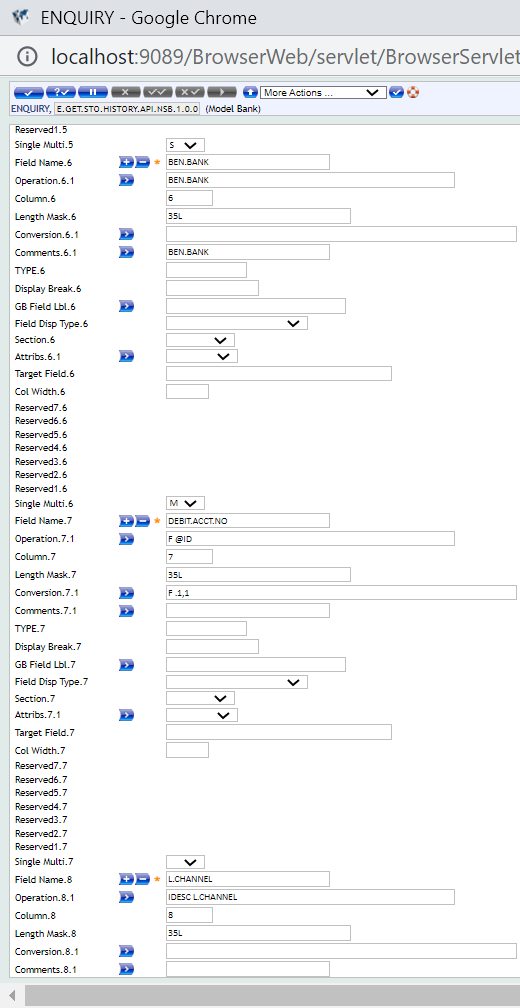 ENQUIRY - Google Chrome
localhost:9089/BrowserWeb/servlet/BrowserServlet
More Actions ...
ENQUIRY, E.GET.STO.HISTORY.API.NSB.1.0.0 (Model Bank)
Reserved1.5
Single Multi.5 S
Field Name.6 * BEN.BANK
Operation.6.1 BEN.BANK
Column.6 6
Length Mask.6 35L
Conversion.6.1
Comments.6.1 BEN.BANK
TYPE.6
Display Break.6
GB Field Lbl.6
Field Disp Type.6
Section.6
Attribs.6.1
Target Field.6
Col Width.6
Reserved7.6
Reserved6.6
Reserved5.6
Reserved4.6
Reserved3.6
Reserved2.6
Reserved1.6
Single Multi.6 M
Field Name.7 * DEBIT.ACCT.NO
Operation.7.1 F @ID
Column.7 7
Length Mask.7 35L
Conversion.7.1 F .1,1
Comments.7.1
TYPE.7
Display Break.7
GB Field Lbl.7
Field Disp Type.7
Section.7
Attribs.7.1
Target Field.7
Col Width.7
Reserved7.7
Reserved6.7
Reserved5.7
Reserved4.7
Reserved3.7
Reserved2.7
Reserved1.7
Single Multi.7
Field Name.8 * L.CHANNEL
Operation.8.1 IDESC L.CHANNEL
Column.8 8
Length Mask.8 35L
Conversion.8.1
Comments.8.1